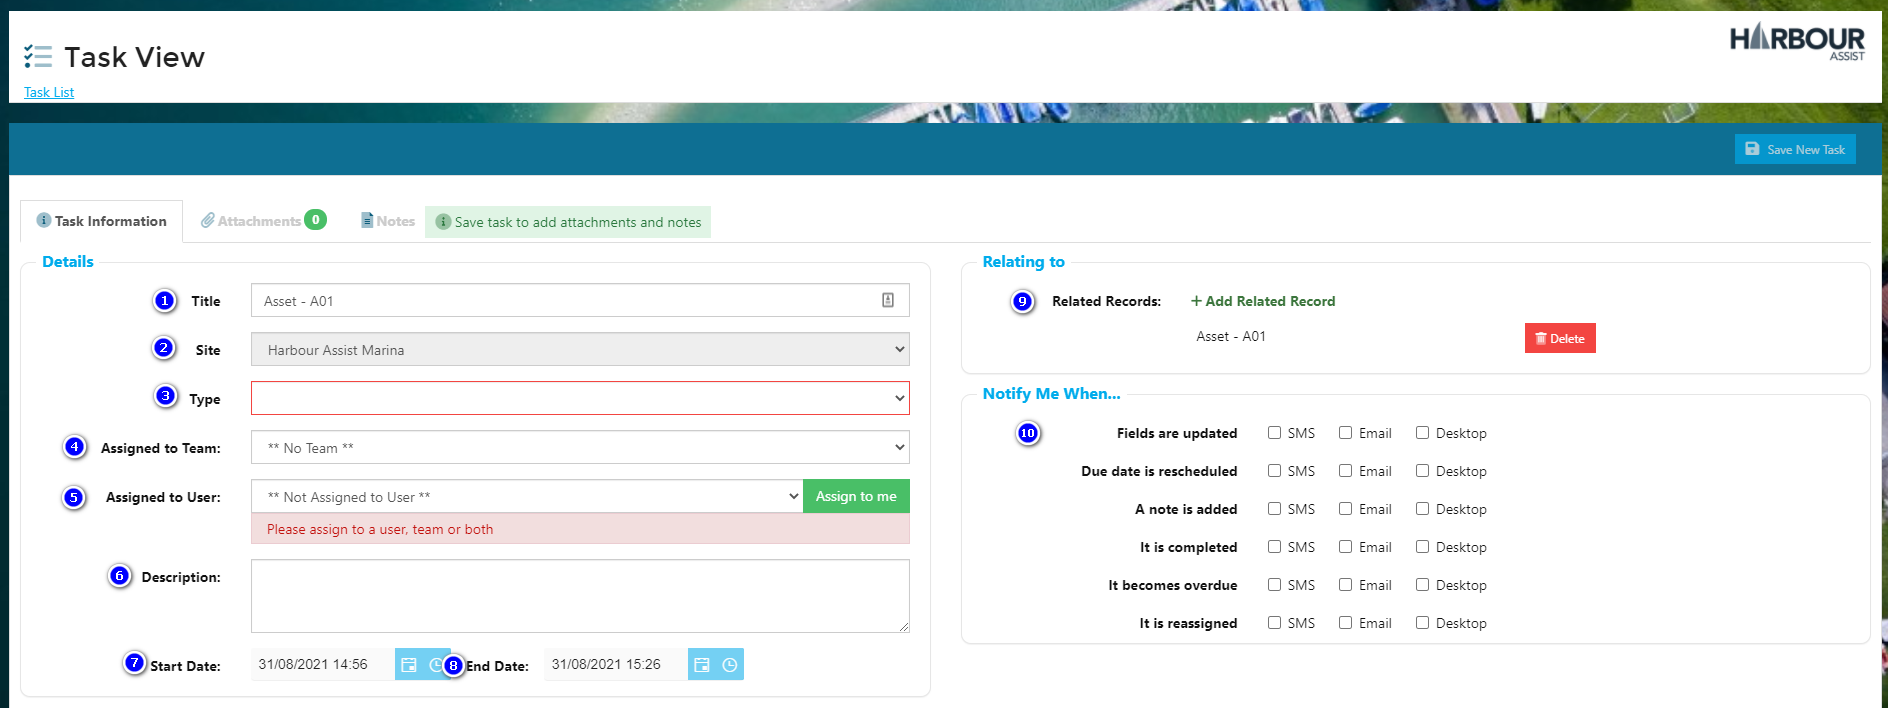 Task View
HARBOUR
ASSIST
Task List
Save New Task
Task Information
Attachments 0
Notes
Save task to add attachments and notes
Details
1 Title Asset - A01
2 Site Harbour Assist Marina
3 Type
4 Assigned to Team: ** No Team **
5 Assigned to User: ** Not Assigned to User ** Assign to me
Please assign to a user, team or both
6 Description:
7 Start Date: 31/08/2021 14:56 8 End Date: 31/08/2021 15:26
Relating to
9 Related Records: + Add Related Record
Asset - A01 Delete
Notify Me When...
10 Fields are updated SMS Email Desktop
Due date is rescheduled SMS Email Desktop
A note is added SMS Email Desktop
It is completed SMS Email Desktop
It becomes overdue SMS Email Desktop
It is reassigned SMS Email Desktop